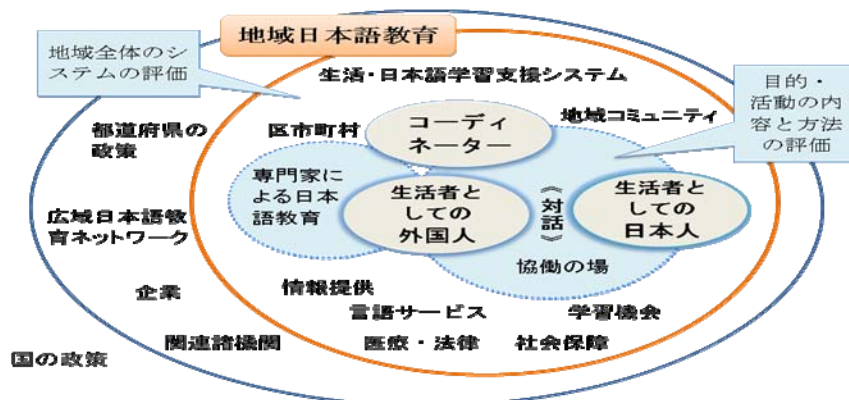 地域日本語教育
地域全体のシ
ステムの評価
生活・日本語学習支援システム
目的・
活動の内
容と方法
の評価
都道府県の
政策
区市町村
コーディ
ネーター
地域コミュニティ
専門家に
よる日本
語教育
生活者と
しての
外国人
《対話》
生活者と
しての
日本人
広域日本語教
育ネットワーク
協働の場
企業
情報提供
言語サービス
学習機会
関連諸機関
医療・法律
社会保障
国の政策